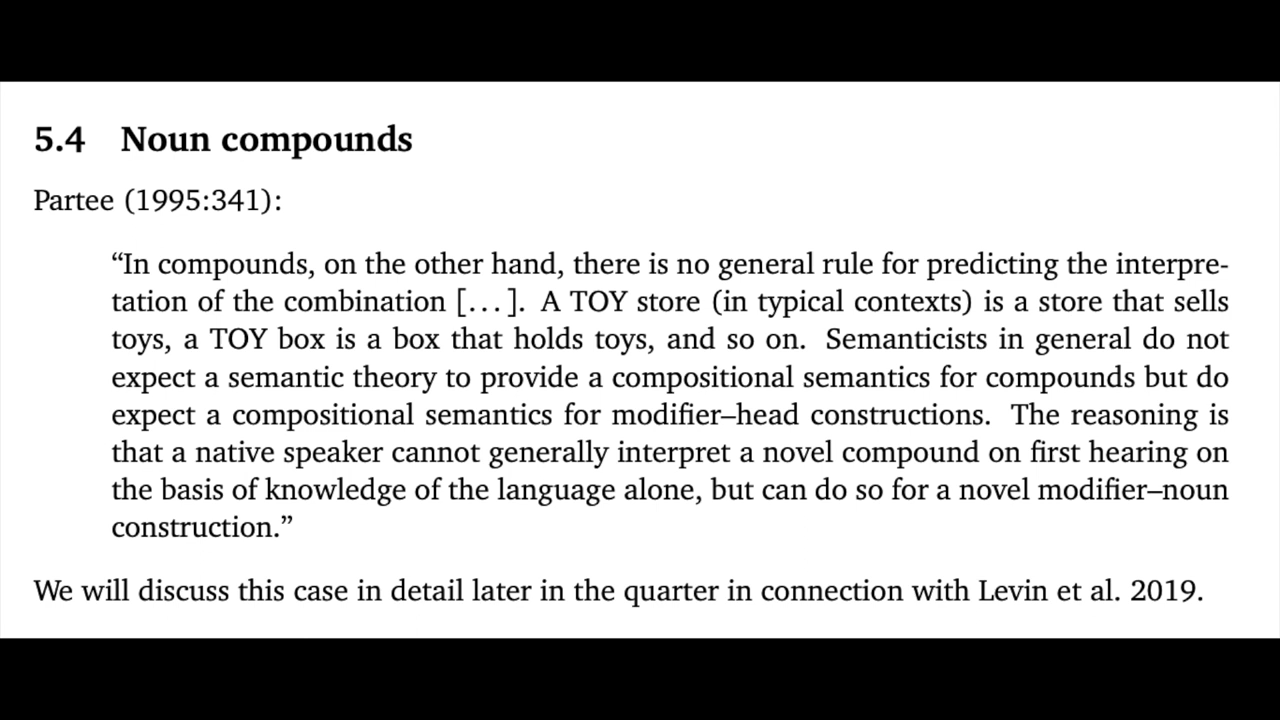 5.4 Noun compounds
Partee (1995:341):
“In compounds, on the other hand, there is no general rule for predicting the interpre-
tation of the combination [...]. A TOY store (in typical contexts) is a store that sells
toys, a TOY box is a box that holds toys, and so on. Semanticists in general do not
expect a semantic theory to provide a compositional semantics for compounds but do
expect a compositional semantics for modifier–head constructions. The reasoning is
that a native speaker cannot generally interpret a novel compound on first hearing on
the basis of knowledge of the language alone, but can do so for a novel modifier–noun
construction.”
We will discuss this case in detail later in the quarter in connection with Levin et al. 2019.